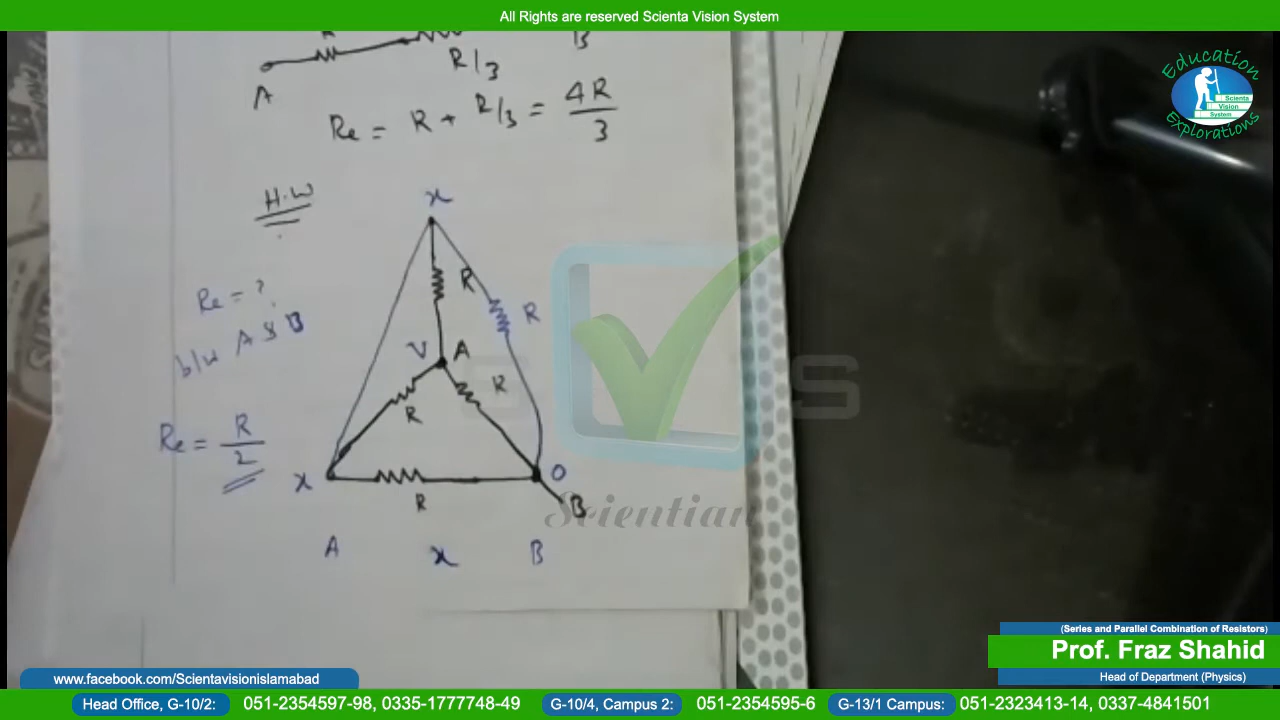 All Rights are reserved Scienta Vision System
Education
Scienta
Vision
System
Explorations
R/3
B
A
Re = R + R/3 = 4R/3
H.W
x
R
R
Re = ?
b/w A & B
V A
R
R
Re = R/2
x
O
R
B
S
Scientian
A x B
(Series and Parallel Combination of Resistors)
Prof. Fraz Shahid
Head of Department (Physics)
www.facebook.com/Scientavisionislamabad
Head Office, G-10/2: 051-2354597-98, 0335-1777748-49 G-10/4, Campus 2: 051-2354595-6 G-13/1 Campus: 051-2323413-14, 0337-4841501